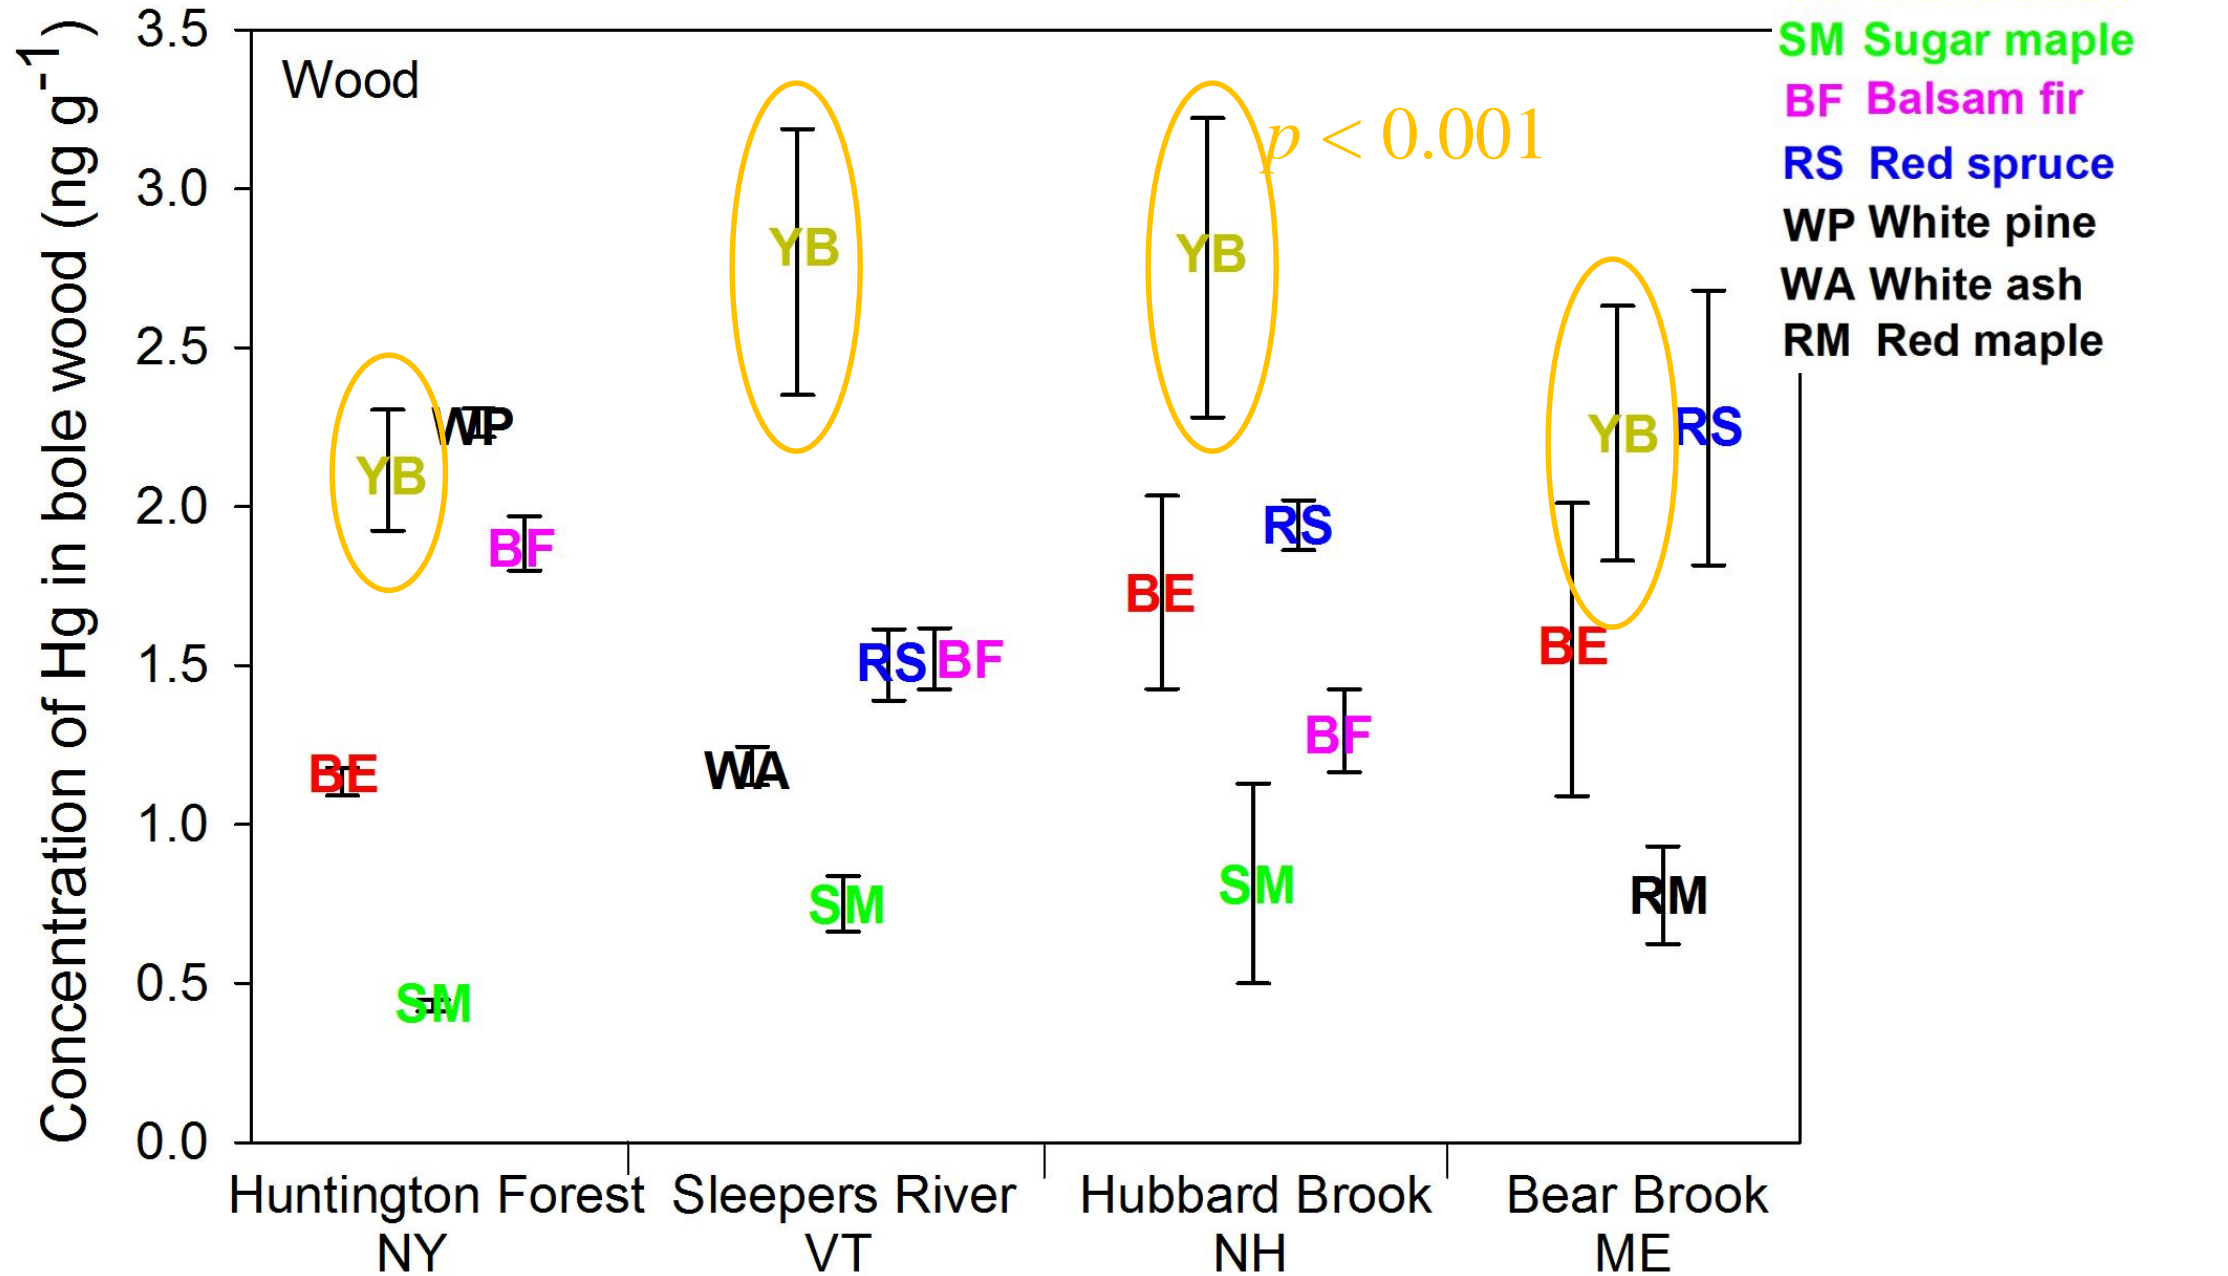 Concentration of Hg in bole wood (ng g-1)
3.5
3.0
2.5
2.0
1.5
1.0
0.5
0.0
Wood
p < 0.001
YB
WP
BF
BE
SM
YB
RS BF
WA
SM
YB
RS
BE
BF
SM
YB
RS
BE
RM
Huntington Forest
NY
Sleepers River
VT
Hubbard Brook
NH
Bear Brook
ME
SM Sugar maple
BF Balsam fir
RS Red spruce
WP White pine
WA White ash
RM Red maple